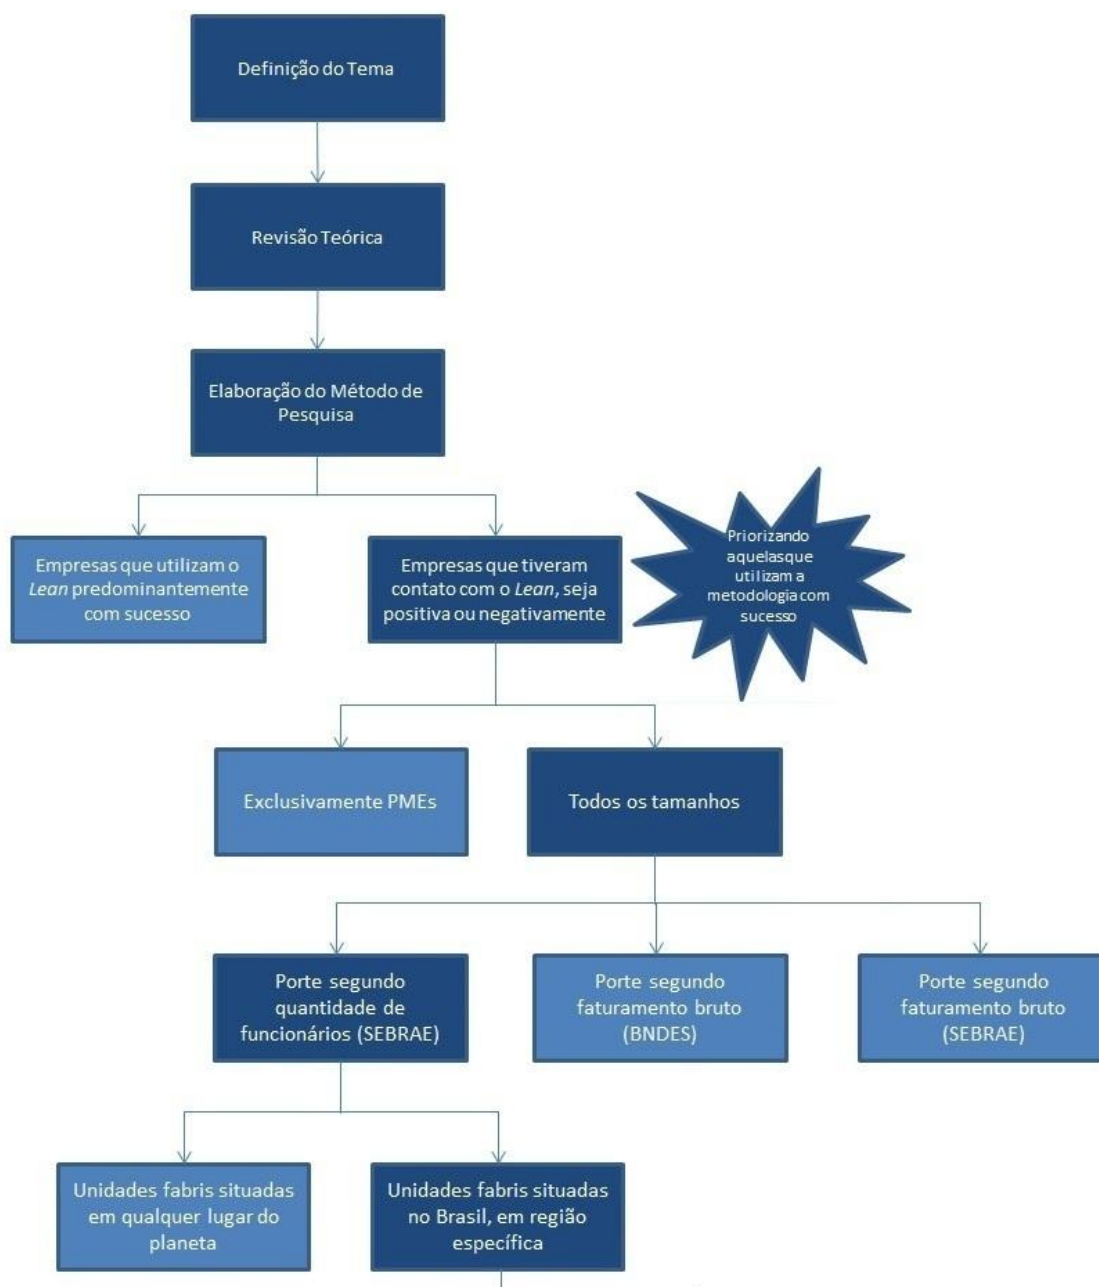 Definição do Tema
Revisão Teórica
Elaboração do Método de
Pesquisa
Empresas que utilizam o
Lean predominantemente
com sucesso
Empresas que tiveram
contato com o Lean, seja
positiva ou negativamente
Priorizando
aquelasque
utilizam a
metodologia com
sucesso
Exclusivamente PMEs
Todos os tamanhos
Porte segundo
quantidade de
funcionários (SEBRAE)
Porte segundo
faturamento bruto
(BNDES)
Porte segundo
faturamento bruto
(SEBRAE)
Unidades fabris situadas
em qualquer lugar do
planeta
Unidades fabris situadas
no Brasil, em região
específica